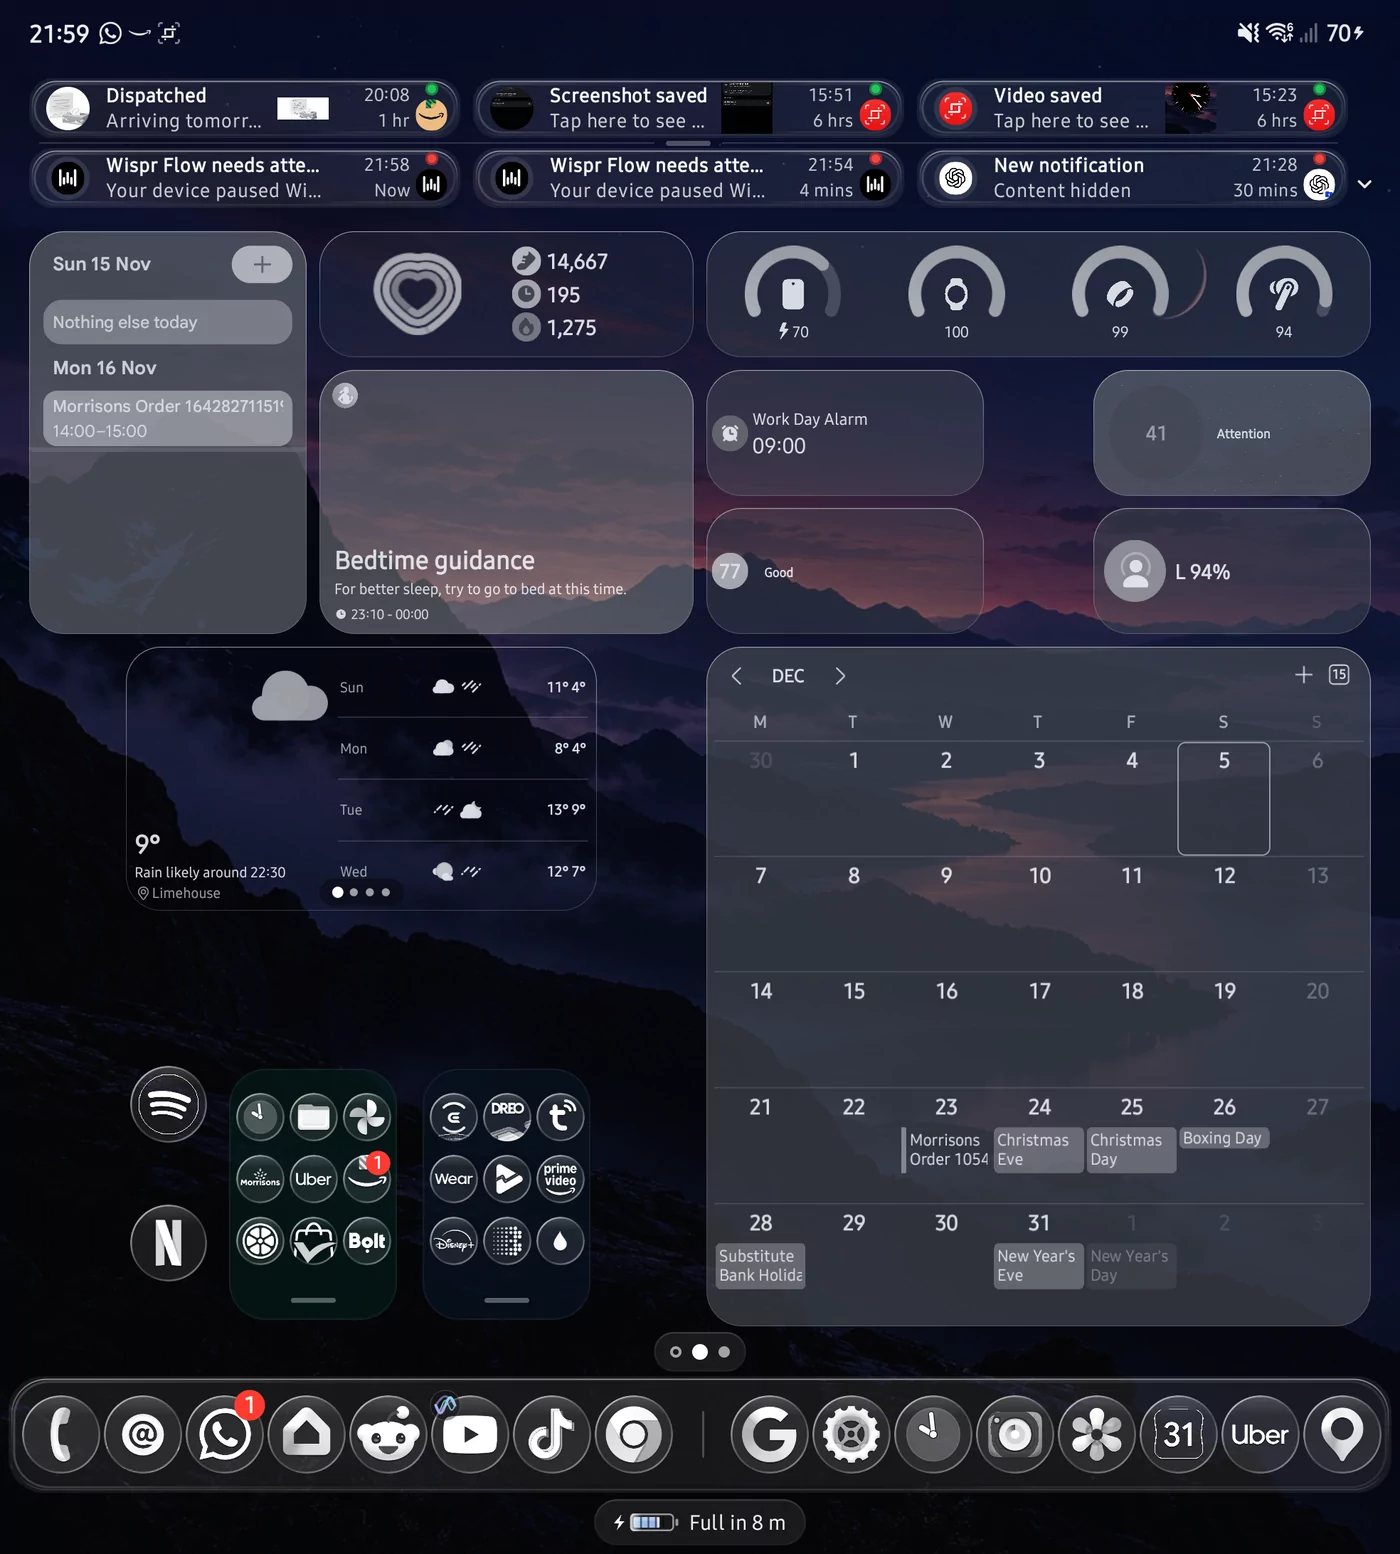 21:59
70
Dispatched
Arriving tomorr...
20:08
1 hr
Screenshot saved
Tap here to see ...
15:51
6 hrs
Video saved
Tap here to see ...
15:23
6 hrs
Wispr Flow needs atte...
Your device paused Wi...
21:58
Now
Wispr Flow needs atte...
Your device paused Wi...
21:54
4 mins
New notification
Content hidden
21:28
30 mins
Sun 15 Nov
Nothing else today
Mon 16 Nov
Morrisons Order 16428271151
14:00–15:00
14,667
195
1,275
70
100
99
94
Bedtime guidance
For better sleep, try to go to bed at this time.
23:10 - 00:00
Work Day Alarm
09:00
41
Attention
77
Good
L 94%
9°
Rain likely around 22:30
Limehouse
Sun
11° 4°
Mon
8° 4°
Tue
13° 9°
Wed
12° 7°
DEC
15
M T W T F S S
30 1 2 3 4 5 6
7 8 9 10 11 12 13
14 15 16 17 18 19 20
21 22 23 24 25 26 27
Morrisons
Order 1054
Christmas
Eve
Christmas
Day
Boxing Day
28 29 30 31 1 2 3
Substitute
Bank Holida
New Year's
Eve
New Year's
Day
Morrisons
Uber
1
Bolt
DREO
Wear
prime
video
Disney+
1
31
Uber
Full in 8 m